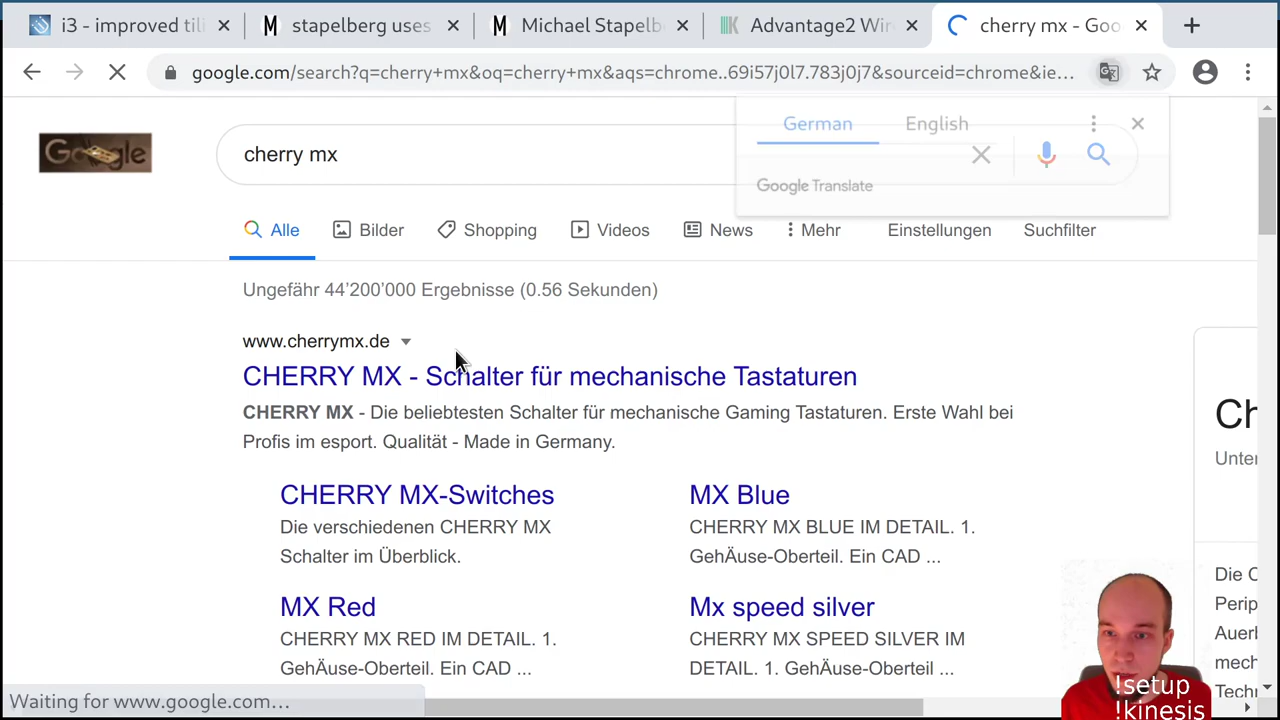 i3 - improved tili
stapelberg uses
Michael Stapelb
Advantage2 Wir
cherry mx - Goo
google.com/search?q=cherry+mx&oq=cherry+mx&aqs=chrome..69i57j0l7.783j0j7&sourceid=chrome&ie...
Google
cherry mx
German
English
Google Translate
Alle
Bilder
Shopping
Videos
News
Mehr
Einstellungen
Suchfilter
Ungefähr 44’200’000 Ergebnisse (0.56 Sekunden)
www.cherrymx.de
CHERRY MX - Schalter für mechanische Tastaturen
CHERRY MX - Die beliebtesten Schalter für mechanische Gaming Tastaturen. Erste Wahl bei
Profis im esport. Qualität - Made in Germany.
CHERRY MX-Switches
Die verschiedenen CHERRY MX
Schalter im Überblick.
MX Blue
CHERRY MX BLUE IM DETAIL. 1.
GehÄuse-Oberteil. Ein CAD ...
MX Red
CHERRY MX RED IM DETAIL. 1.
GehÄuse-Oberteil. Ein CAD ...
Mx speed silver
CHERRY MX SPEED SILVER IM
DETAIL. 1. GehÄuse-Oberteil ...
Ch
Unter
Die C
Perip
Auerb
mech
Techn
Waiting for www.google.com...
!setup
!kinesis